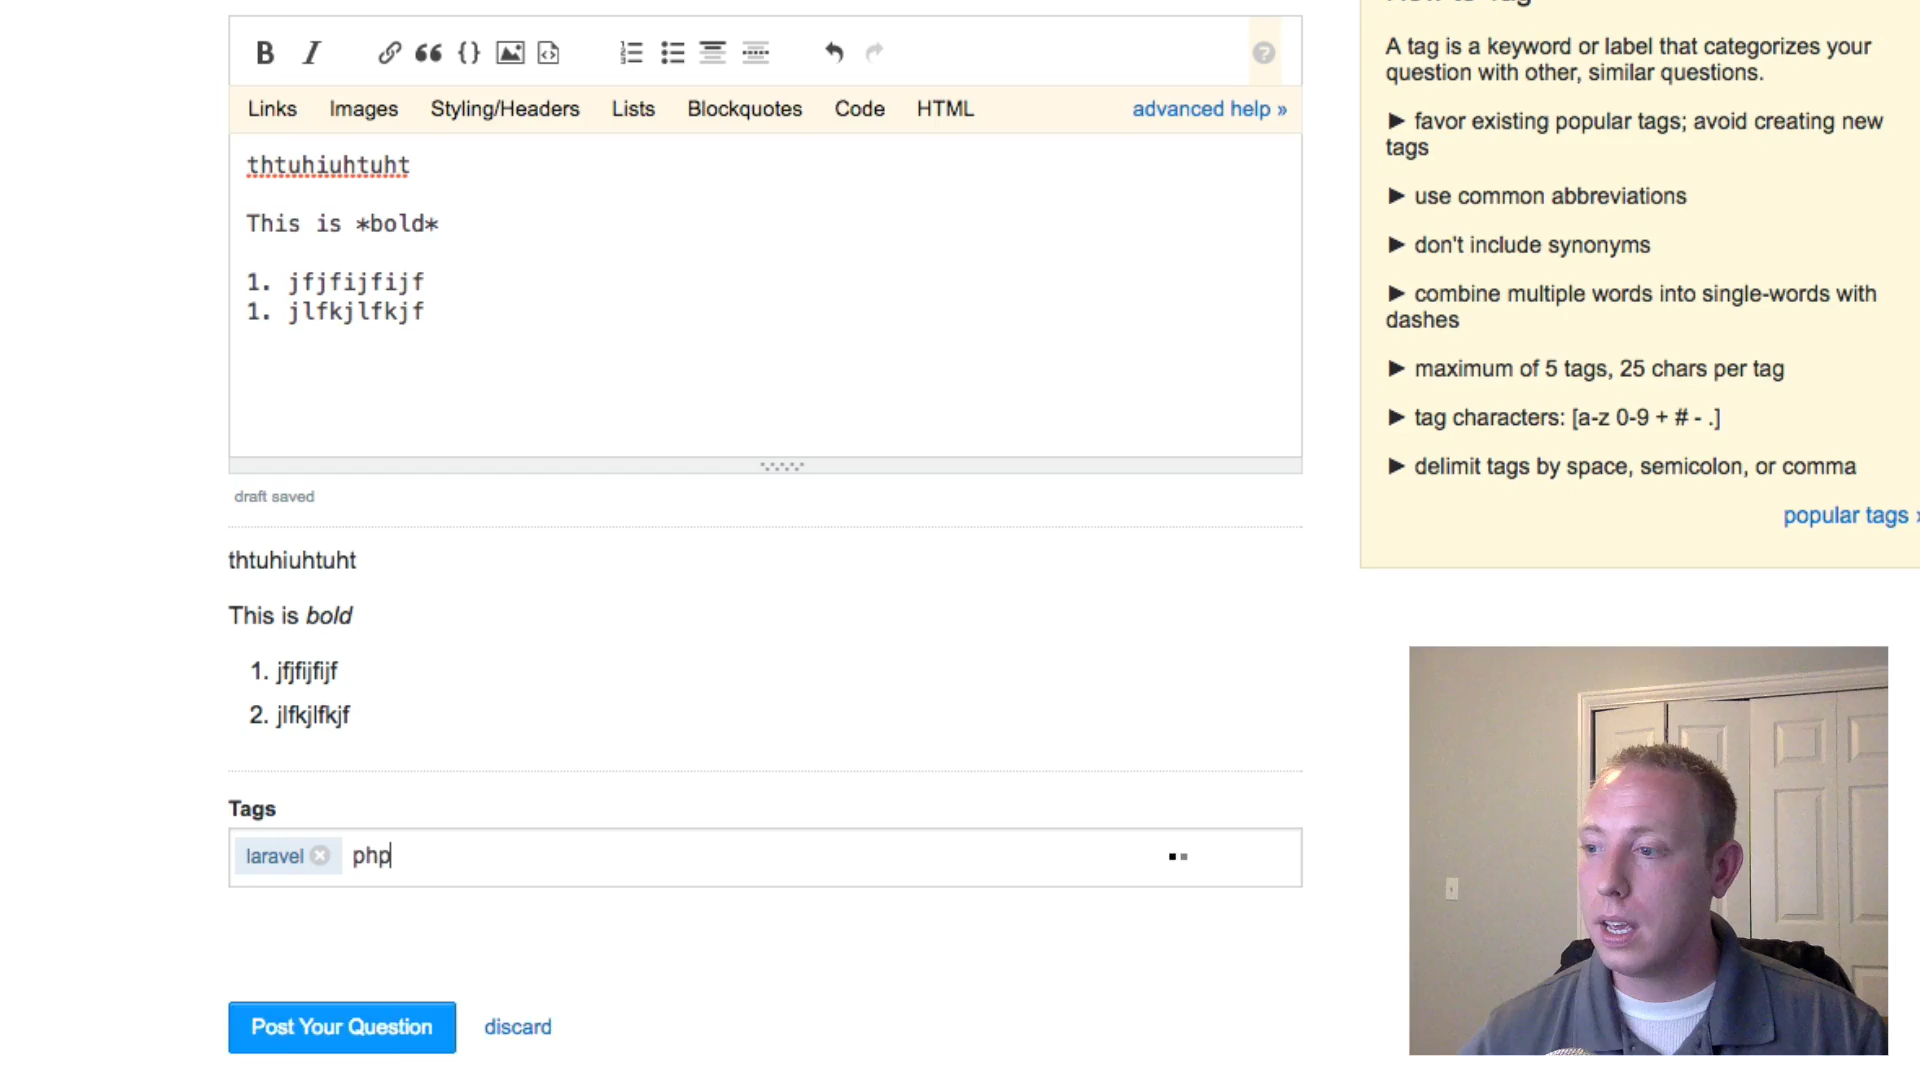 Links Images Styling/Headers Lists Blockquotes Code HTML advanced help »
thtuhiuhtuht
This is *bold*
1. jfjfijfijf
1. jlfkjlfkjf
draft saved
thtuhiuhtuht
This is bold
1. jfjfijfijf
2. jlfkjlfkjf
Tags
laravel php
Post Your Question discard
A tag is a keyword or label that categorizes your
question with other, similar questions.
► favor existing popular tags; avoid creating new
tags
► use common abbreviations
► don't include synonyms
► combine multiple words into single-words with
dashes
► maximum of 5 tags, 25 chars per tag
► tag characters: [a-z 0-9 + # - .]
► delimit tags by space, semicolon, or comma
popular tags »